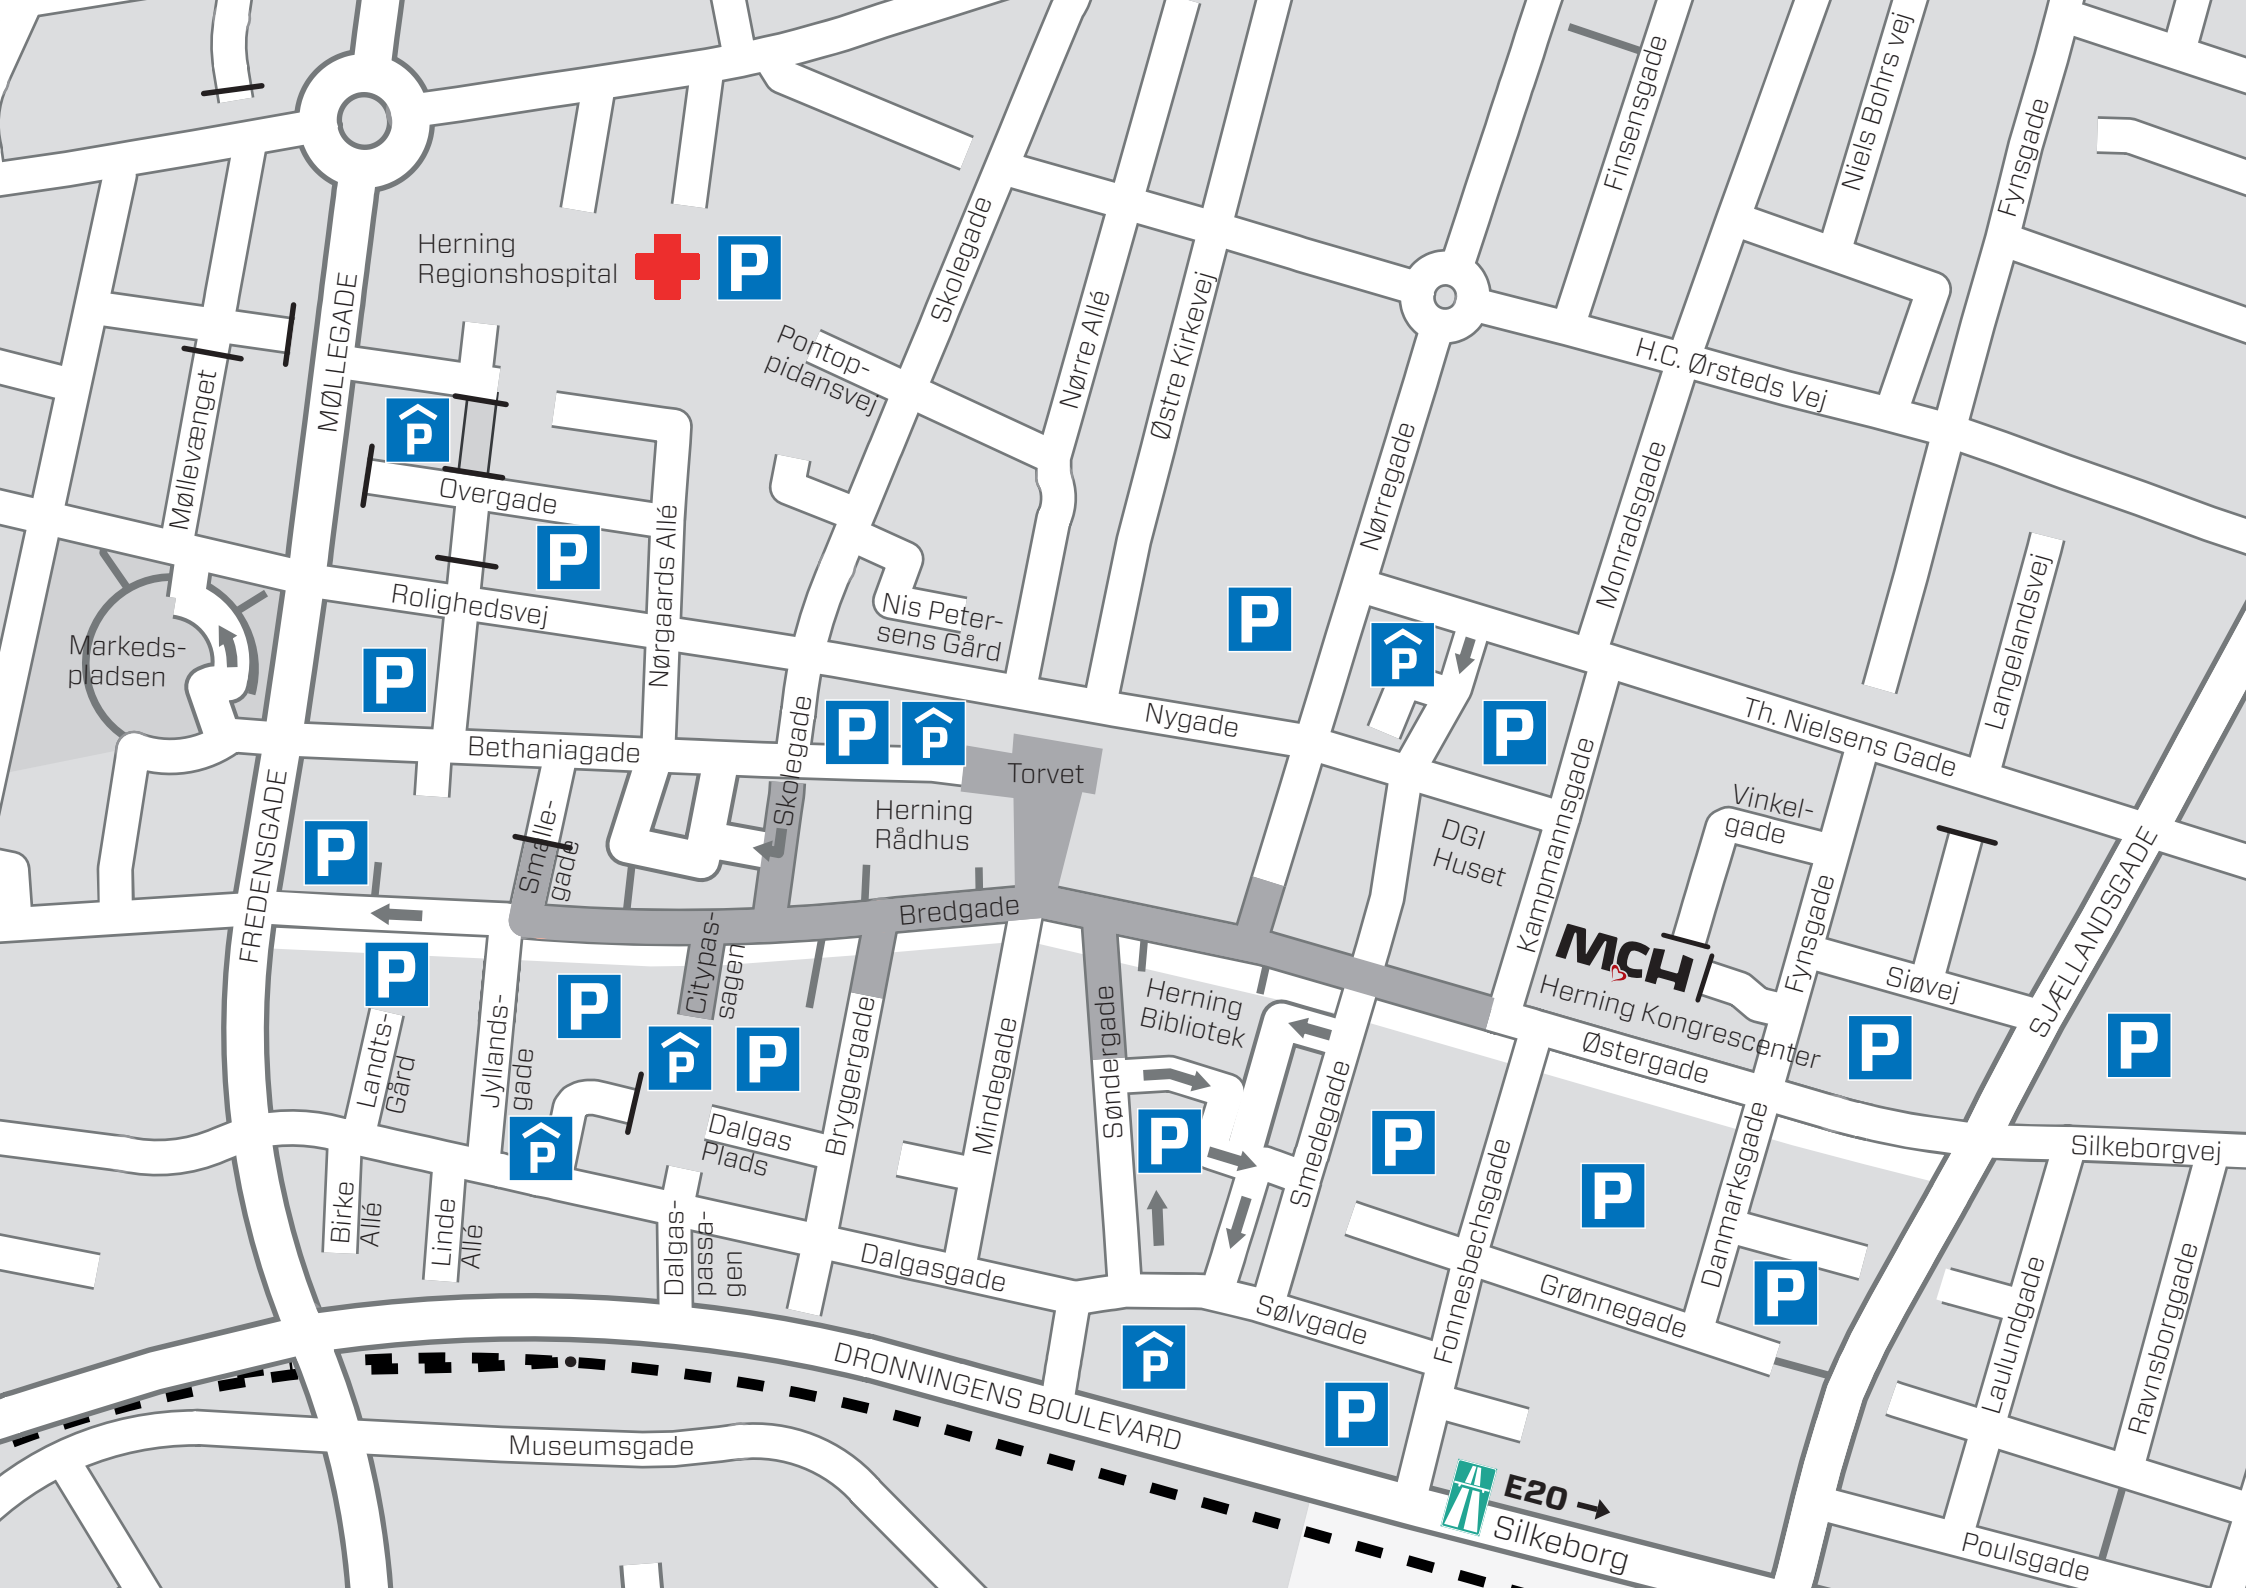 Finsensgade
Niels Bohrs vej
Fynsgade
Herning
Regionshospital
P
Skolegade
MØLLEGADE
Nørre Allé
Østre Kirkevej
Pontop-
pidansvej
H.C. Ørsteds Vej
Møllevænget
P
Overgade
Nørregade
Monradsgade
P
Nørgaards Allé
Rolighedsvej
Nis Peter-
sens Gård
P
P
Langelandsvej
Markeds-
pladsen
P
Skolegade
P
P
Nygade
P
Th. Nielsens Gade
Bethaniagade
Torvet
Kampmannsgade
FREDENSGADE
Smalle-
gade
Herning
Rådhus
DGI
Huset
Vinkel-
gade
P
Bredgade
SJÆLLANDSGADE
Fynsgade
MCH
Herning Kongrescenter
Siøvej
P
Citypas-
sagen
P
Herning
Bibliotek
Landts-
Gård
Jyllands-
gade
P
P
Bryggergade
Mindegade
Søndergade
Østergade
P
P
P
Dalgas
Plads
P
P
Smedegade
Silkeborgvej
Birke
Allé
Linde
Allé
Dalgas-
passa-
gen
Fonnesbechsgade
P
Danmarksgade
Dalgasgade
Sølvgade
Grønnegade
P
Laulundgade
Ravnsborggade
P
DRONNINGENS BOULEVARD
P
Museumsgade
E20
Silkeborg
Poulsgade